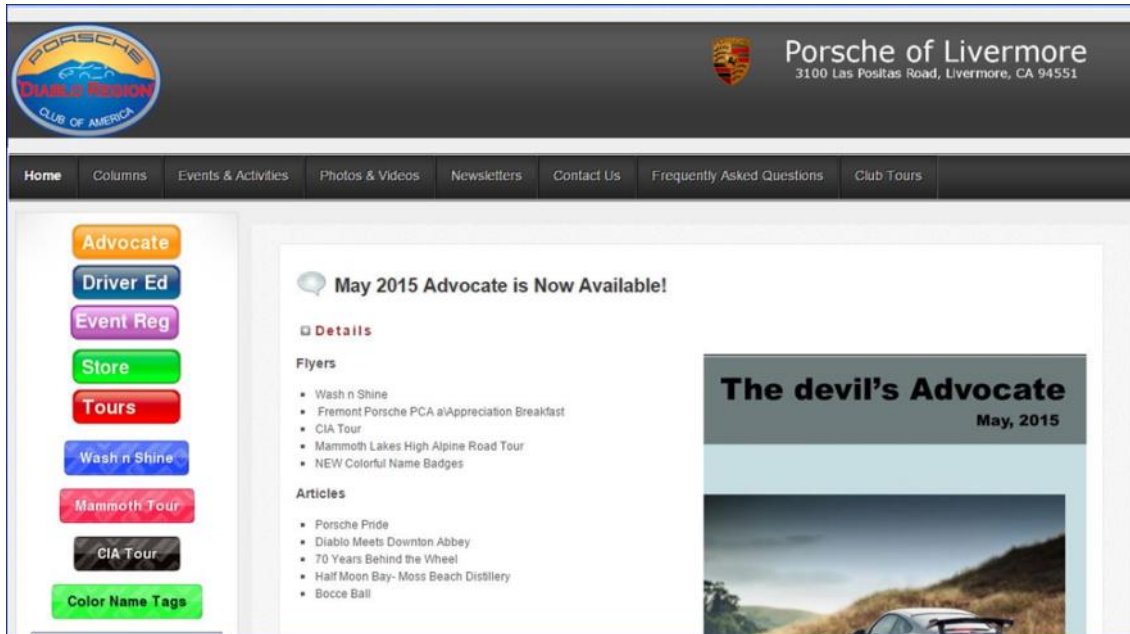 PORSCHE
DIABLO REGION
CLUB OF AMERICA
Porsche of Livermore
3100 Las Positas Road, Livermore, CA 94551
Home Columns Events & Activities Photos & Videos Newsletters Contact Us Frequently Asked Questions Club Tours
Advocate
Driver Ed
Event Reg
Store
Tours
Wash n Shine
Mammoth Tour
CIA Tour
Color Name Tags
May 2015 Advocate is Now Available!
Details
Flyers
Wash n Shine
Fremont Porsche PCA a\Appreciation Breakfast
CIA Tour
Mammoth Lakes High Alpine Road Tour
NEW Colorful Name Badges
Articles
Porsche Pride
Diablo Meets Downton Abbey
70 Years Behind the Wheel
Half Moon Bay- Moss Beach Distillery
Bocce Ball
The devil's Advocate
May, 2015